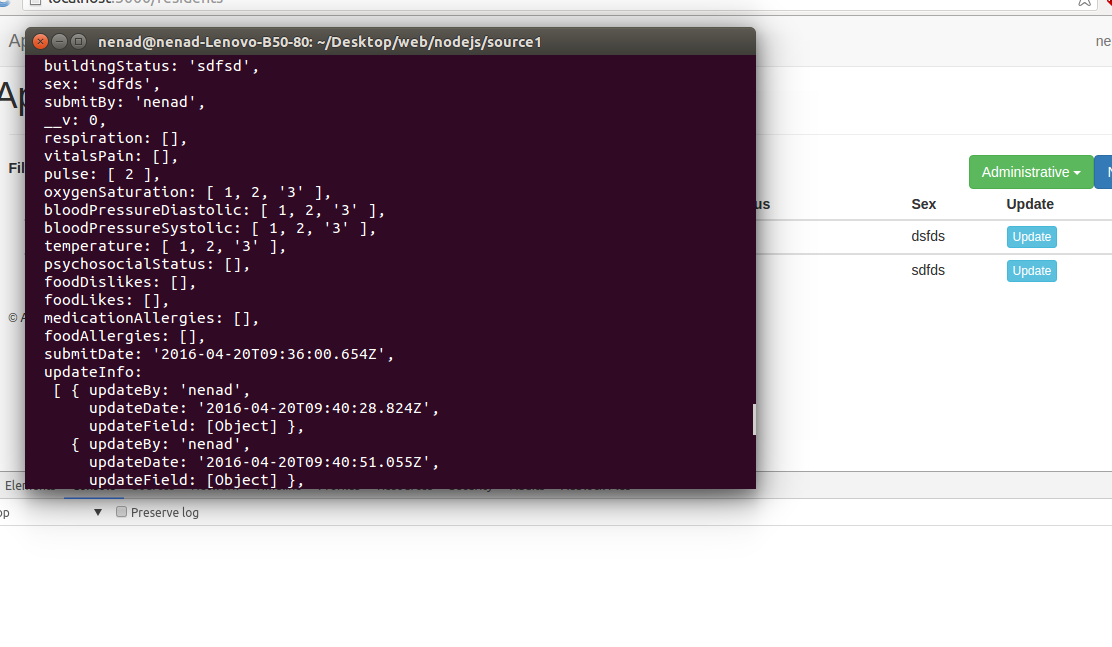 localhost:3000/residents
nenad@nenad-Lenovo-B50-80: ~/Desktop/web/nodejs/source1
Ap
ne
buildingStatus: 'sdfsd',
sex: 'sdfds',
submitBy: 'nenad',
__v: 0,
respiration: [],
vitalsPain: [],
pulse: [ 2 ],
oxygenSaturation: [ 1, 2, '3' ],
bloodPressureDiastolic: [ 1, 2, '3' ],
bloodPressureSystolic: [ 1, 2, '3' ],
temperature: [ 1, 2, '3' ],
psychosocialStatus: [],
foodDislikes: [],
foodLikes: [],
medicationAllergies: [],
foodAllergies: [],
submitDate: '2016-04-20T09:36:00.654Z',
updateInfo:
[ { updateBy: 'nenad',
updateDate: '2016-04-20T09:40:28.824Z',
updateField: [Object] },
{ updateBy: 'nenad',
updateDate: '2016-04-20T09:40:51.055Z',
updateField: [Object] },
Ap
Fil
Administrative N
us Sex Update
dsfds Update
sdfds Update
© A
op Preserve log